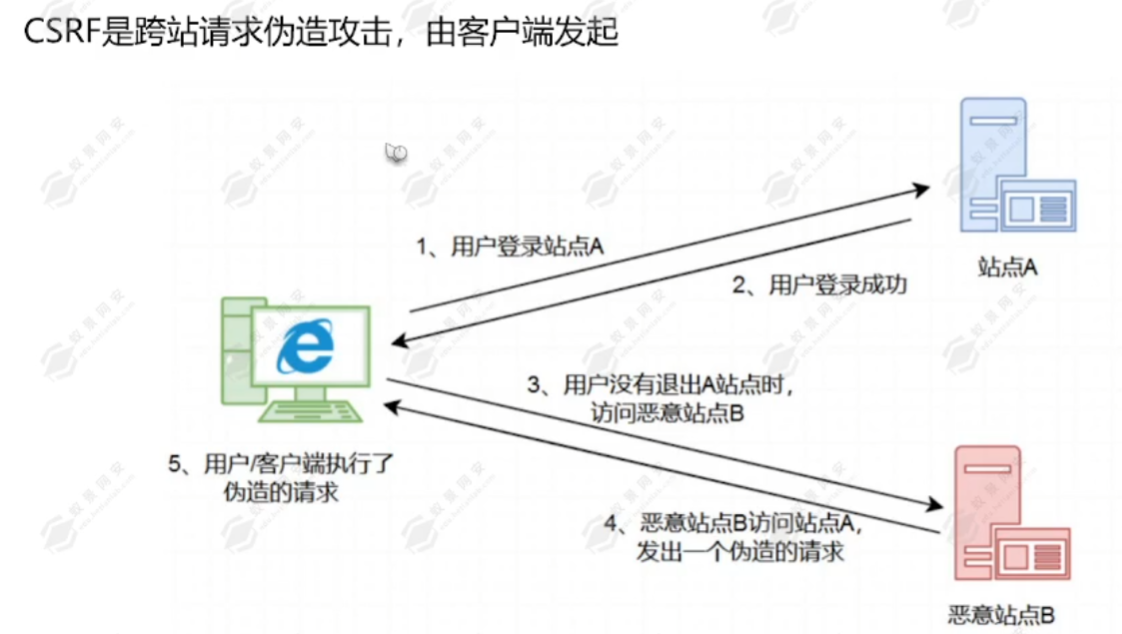 CSRF是跨站请求伪造攻击，由客户端发起
1、用户登录站点A
2、用户登录成功
站点A
3、用户没有退出A站点时，
访问恶意站点B
5、用户/客户端执行了
伪造的请求
4、恶意站点B访问站点A，
发出一个伪造的请求
恶意站点B